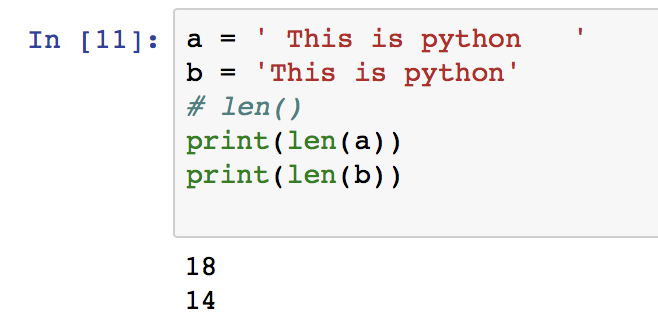 In [11]: a = ' This is python   '
b = 'This is python'
# len()
print(len(a))
print(len(b))
18
14